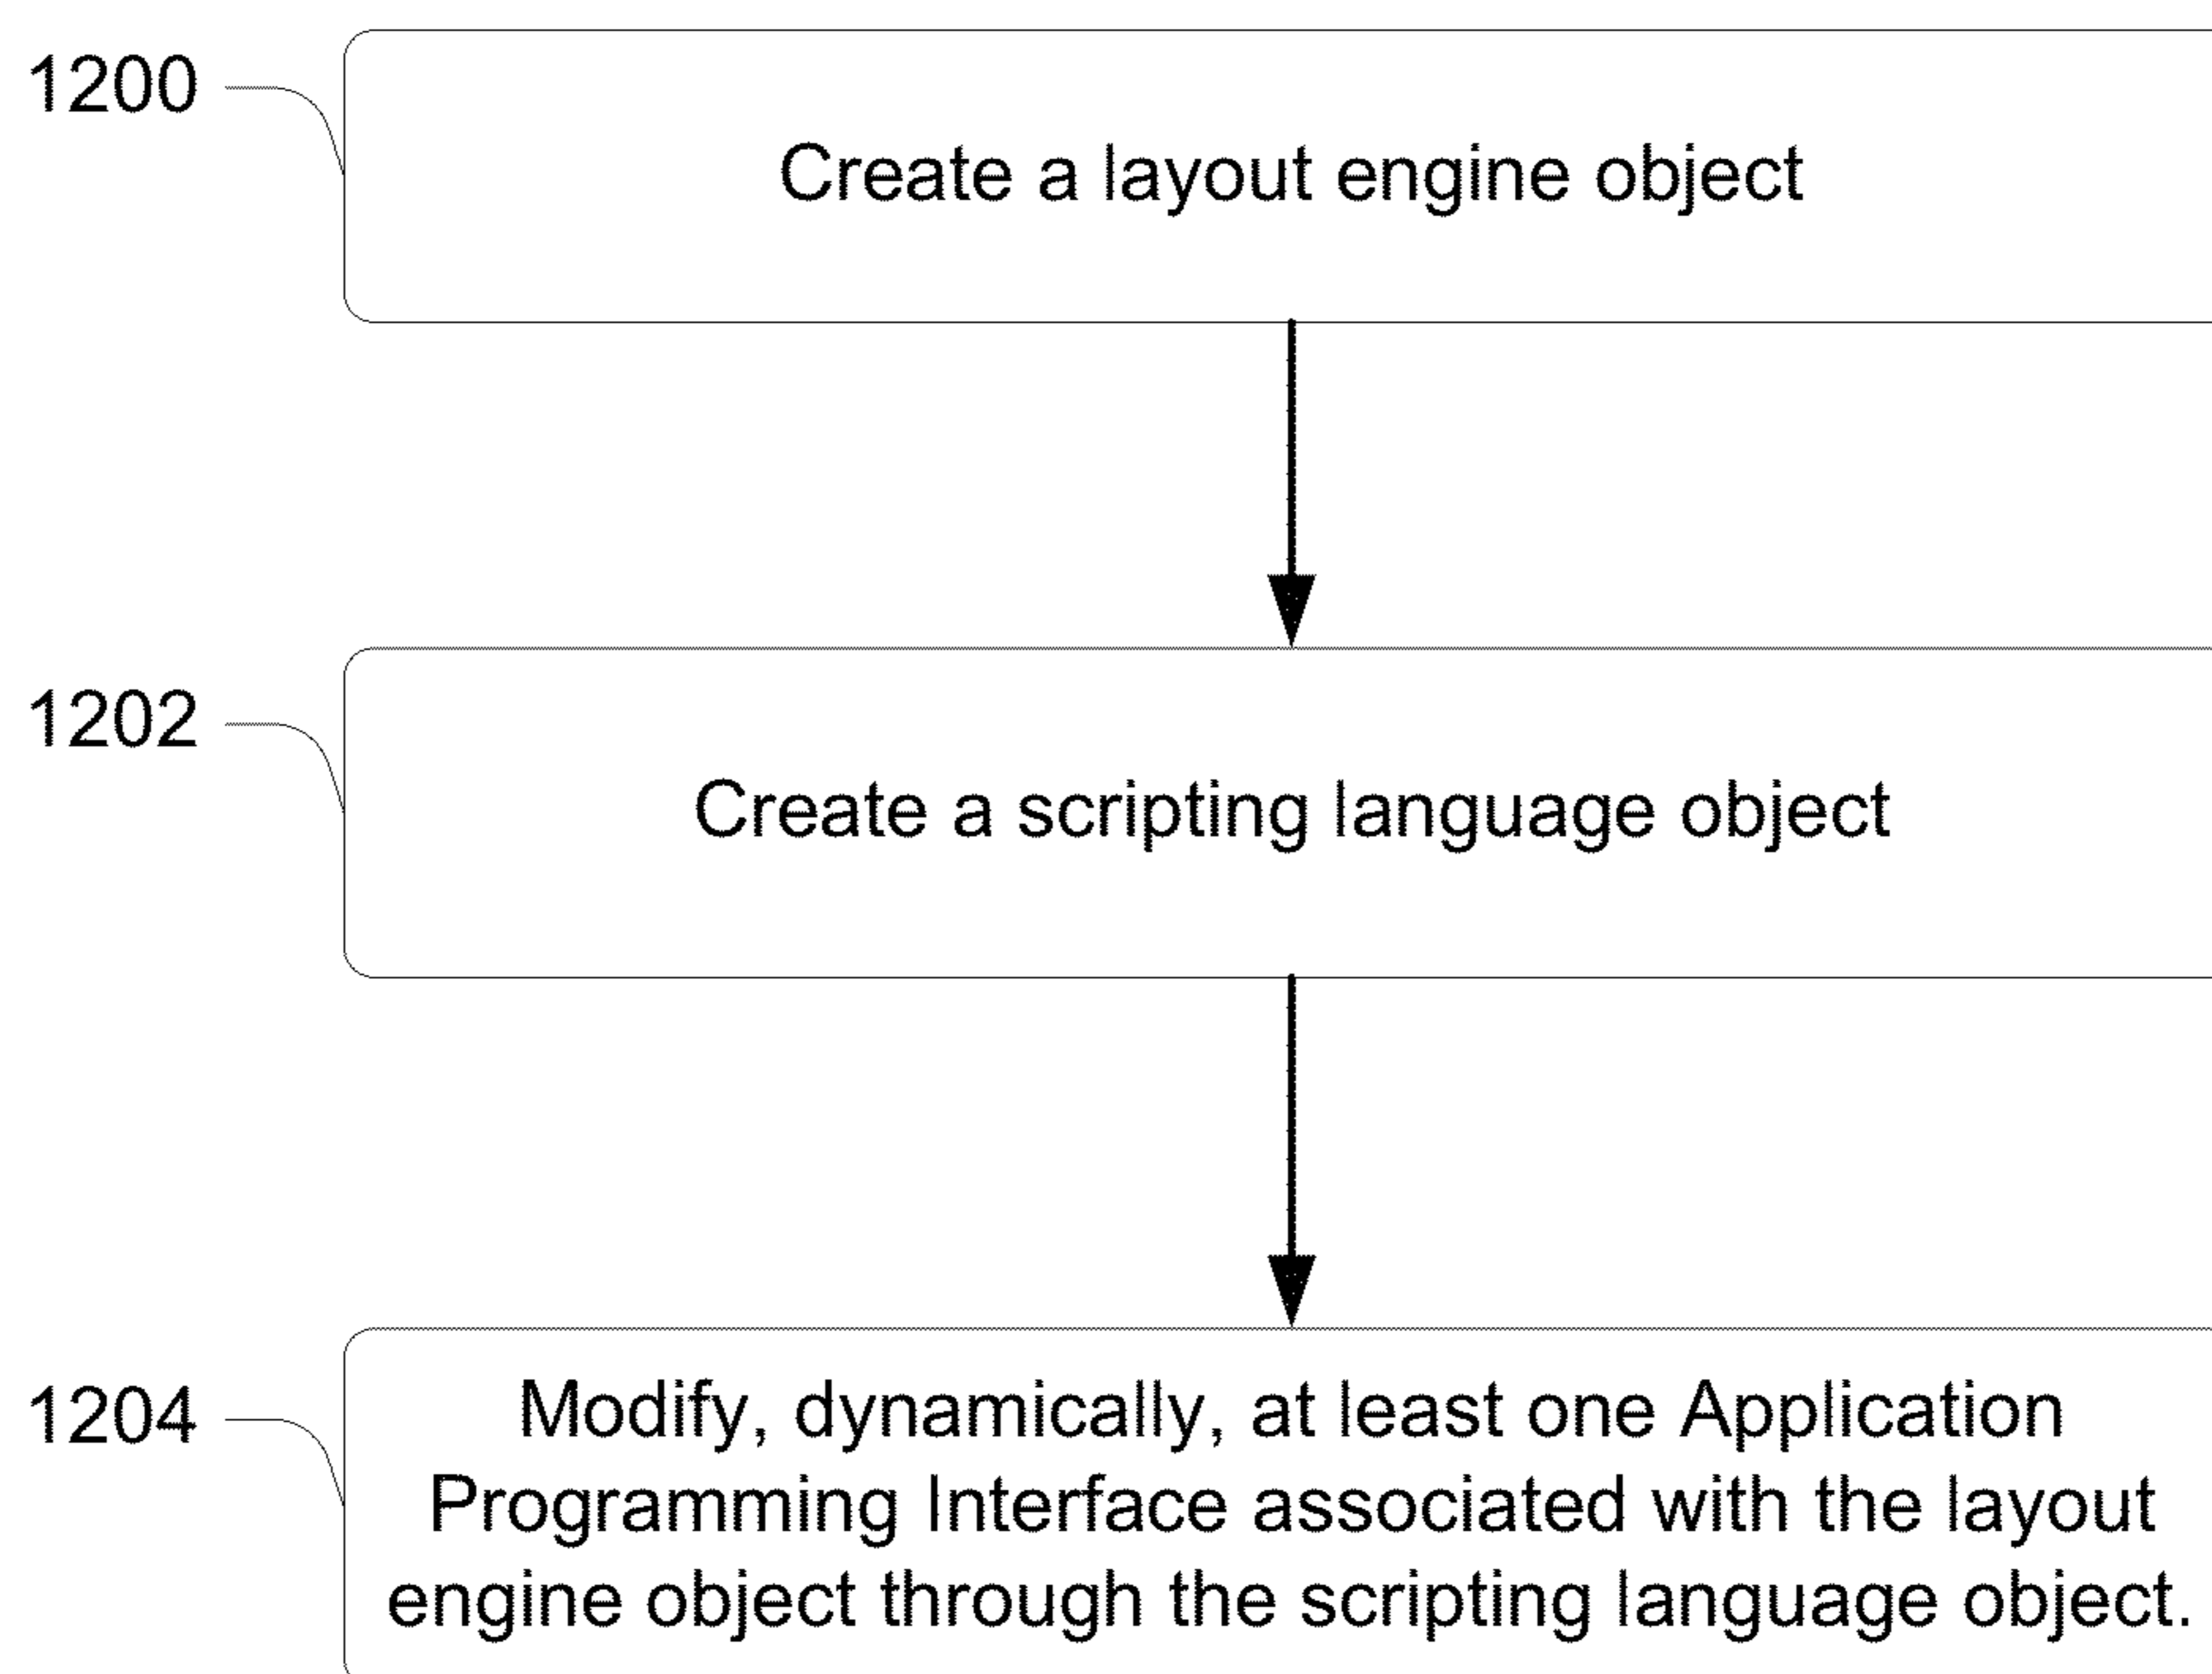 1200
Create a layout engine object
1202
Create a scripting language object
1204
Modify, dynamically, at least one Application
Programming Interface associated with the layout
engine object through the scripting language object.